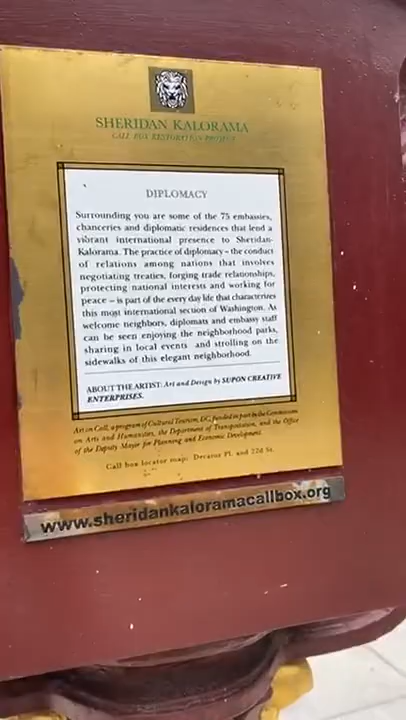 SHERIDAN KALORAMA
CALL BOX RESTORATION PROJECT
DIPLOMACY
Surrounding you are some of the 75 embassies,
chanceries and diplomatic residences that lend a
vibrant international presence to Sheridan-
Kalorama. The practice of diplomacy – the conduct
of relations among nations that involves
negotiating treaties, forging trade relationships,
protecting national interests and working for
peace – is part of the every day life that characterizes
this most international section of Washington. As
welcome neighbors, diplomats and embassy staff
can be seen enjoying the neighborhood parks,
sharing in local events and strolling on the
sidewalks of this elegant neighborhood.
ABOUT THE ARTIST: Art and Design by SUPON CREATIVE
ENTERPRISES.
Art on Call, a program of Cultural Tourism, DC, funded in part by the Commission
on Arts and Humanities, the Department of Transportation, and the Office
of the Deputy Mayor for Planning and Economic Development.
Call box locator map: Decatur Pl. and 22d St.
www.sheridankaloramacallbox.org